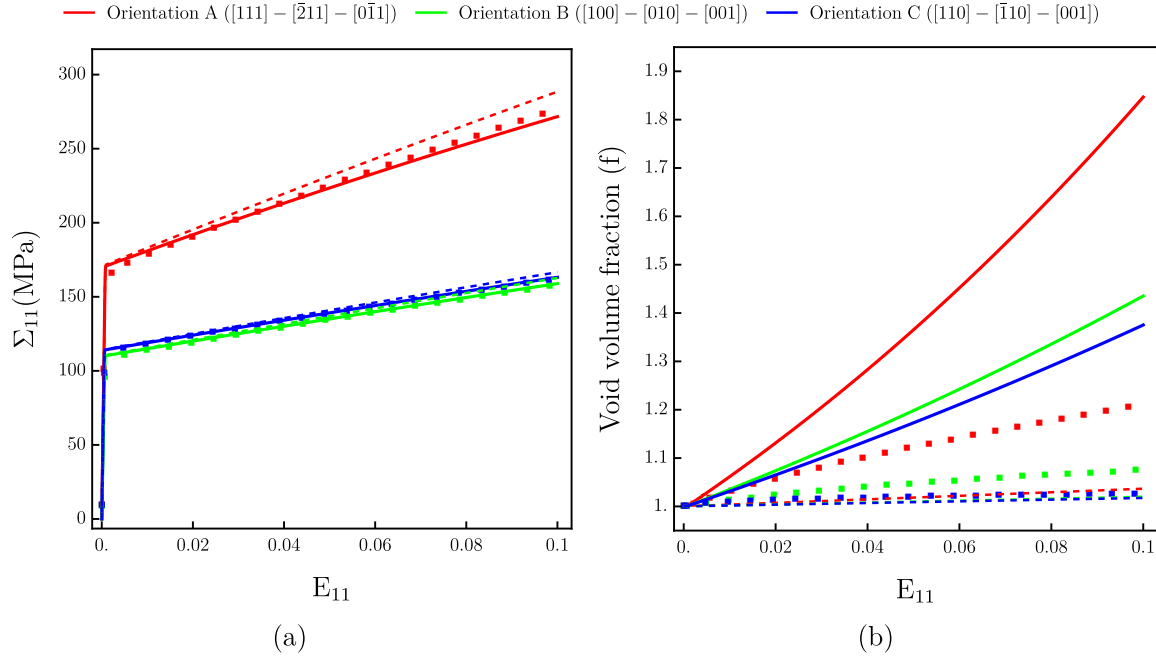 Orientation A ([111] − [2̄11] − [01̄1]) Orientation B ([100] − [010] − [001]) Orientation C ([110] − [1̄10] − [001])
300
250
200
150
100
50
0
Σ₁₁(MPa)
0. 0.02 0.04 0.06 0.08 0.1
E₁₁
(a)
1.9
1.8
1.7
1.6
1.5
1.4
1.3
1.2
1.1
1.
Void volume fraction (f)
0. 0.02 0.04 0.06 0.08 0.1
E₁₁
(b)